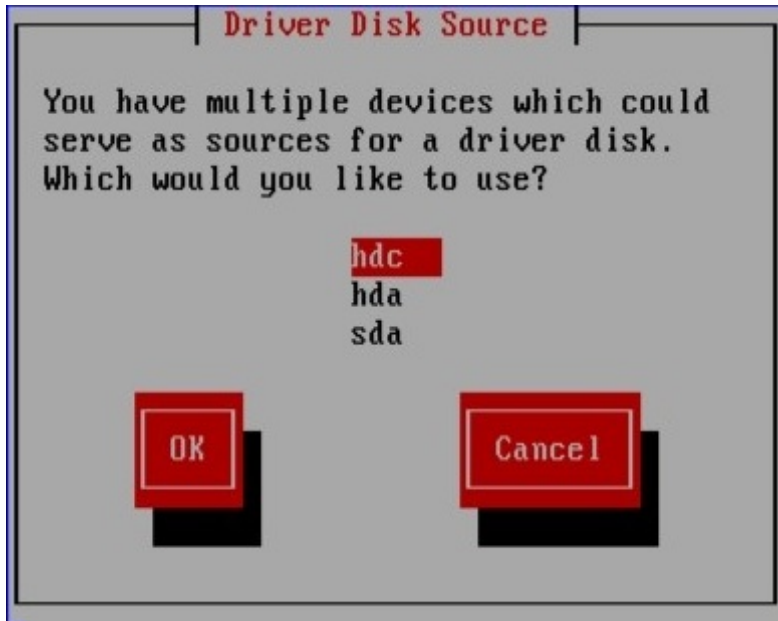 Driver Disk Source
You have multiple devices which could
serve as sources for a driver disk.
Which would you like to use?
hdc
hda
sda
OK Cancel